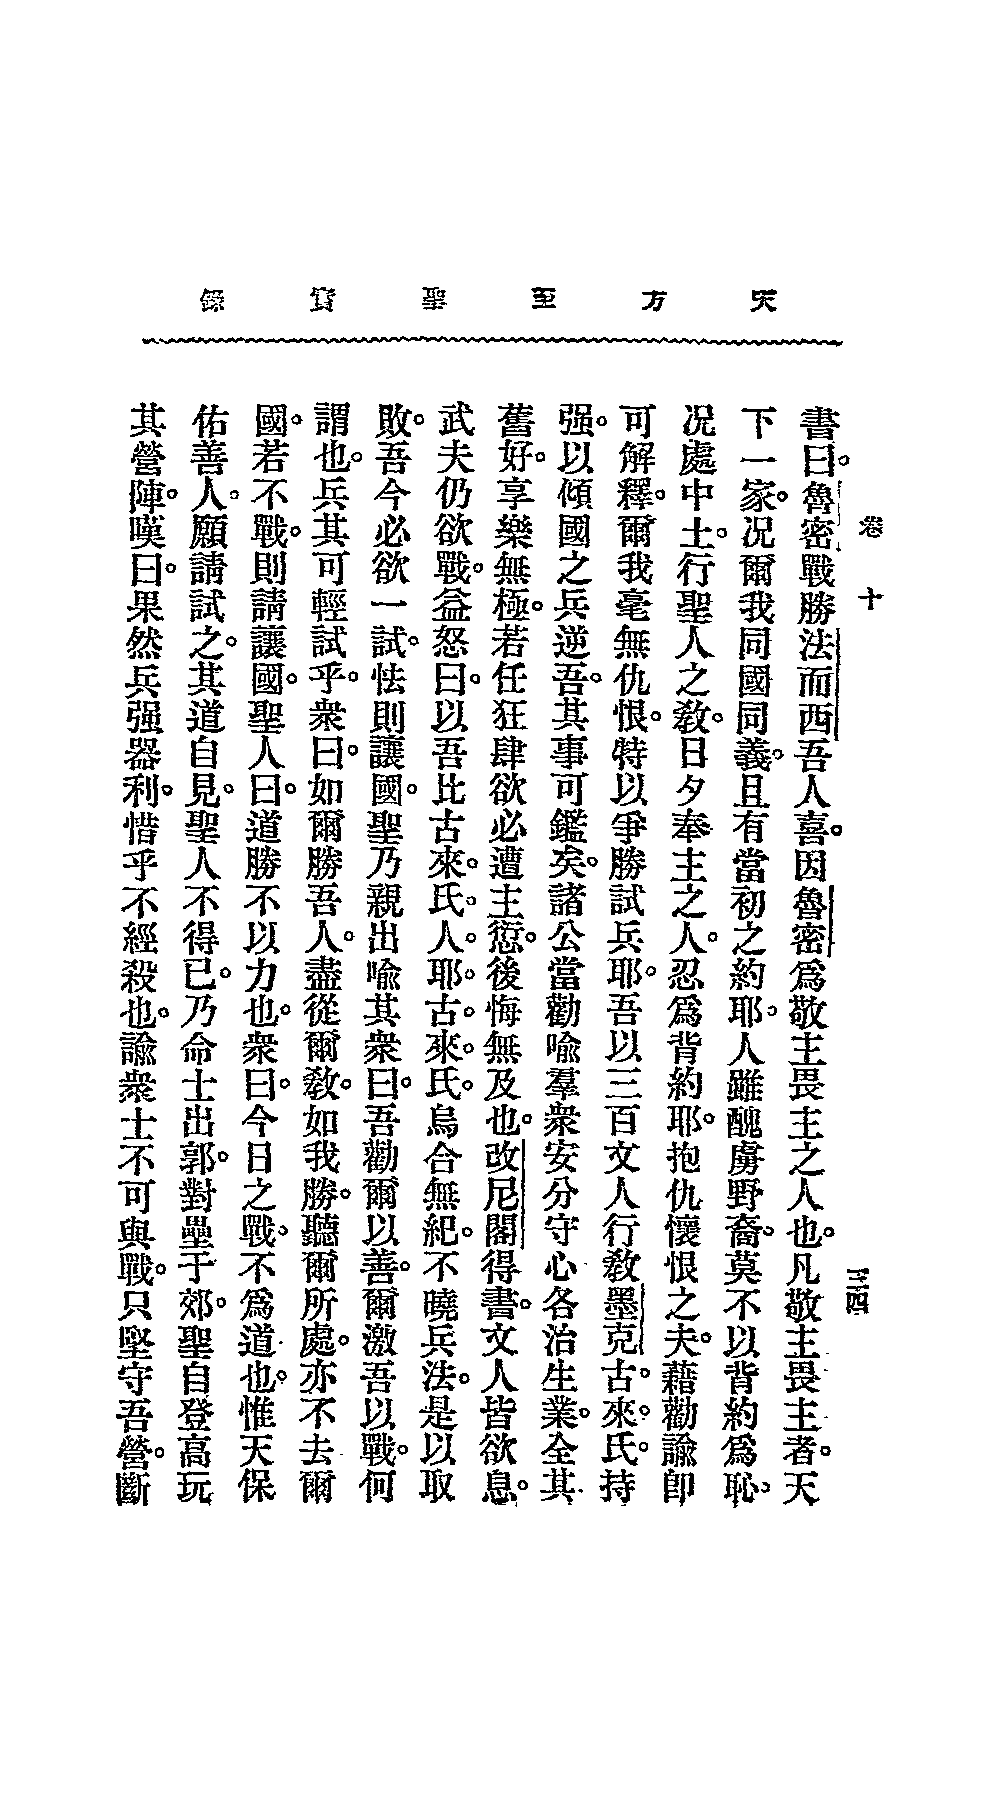 天方至聖實錄
卷十
三四
書曰。魯密戰勝法而西吾人喜。因魯密爲敬主畏主之人也。凡敬主畏主者。天
下一家。况爾我同國同義。且有當初之約耶。人雖醜虜野裔。莫不以背約爲恥。
况處中土。行聖人之教。日夕奉主之人。忍爲背約耶。抱仇懷恨之夫。藉勸諭卽
可解釋。爾我毫無仇恨。特以爭勝試兵耶。吾以三百文人行教墨克古。來。氏。持
强。以傾國之兵逆吾。其事可鑑矣。諸公當勸喻羣衆安分守心各治生業。全其
舊好。享樂無極。若任狂肆欲必遭主愆。後悔無及也。改尼閣得書。文人皆欲息。
武夫仍欲戰。益怒曰。以吾比古來。氏。人。耶。古。來。氏。烏合無紀。不曉兵法。是以取
敗。吾今必欲一試。怯則讓國。聖乃親出喻其衆曰。吾勸爾以善。爾激吾以戰。何
謂也。兵其可輕試乎。衆曰。如爾勝吾人。盡從爾教。如我勝。聽爾所處。亦不去爾
國。若不戰。則請讓國。聖人曰。道勝不以力也。衆曰。今日之戰。不爲道也。惟天保
佑善人。願請試之。其道自見。聖人不得已。乃命士出郭。對壘于郊。聖自登高玩
其營陣。嘆曰。果然兵强器利。惜乎不經殺也。諭衆士不可與戰。只堅守吾營。斷